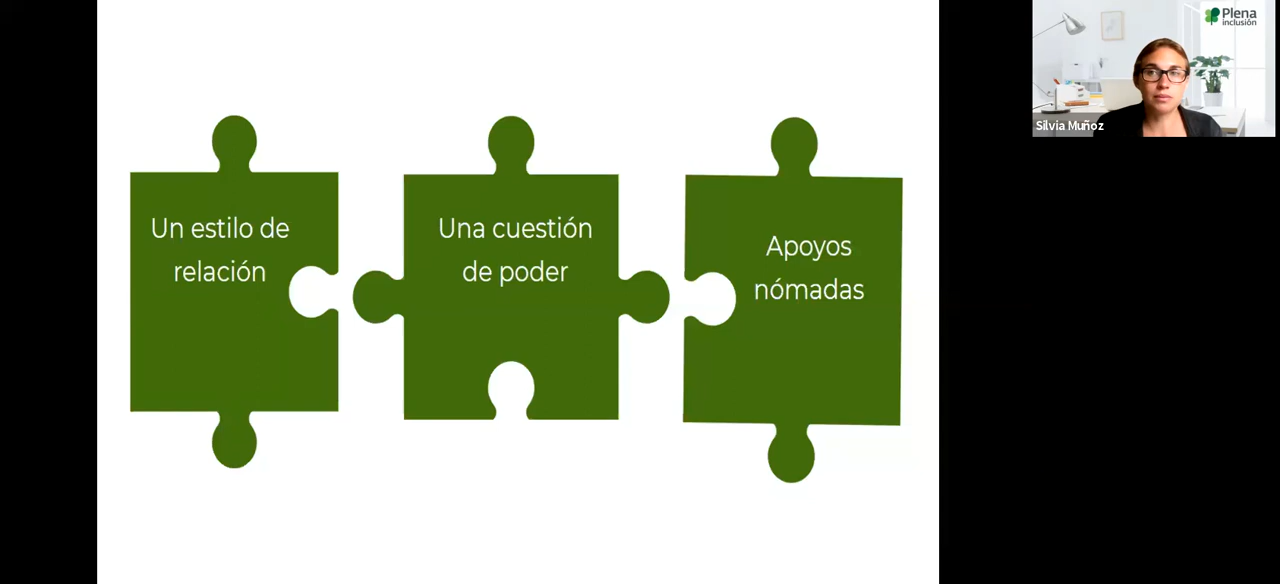 Un estilo de
relación
Una cuestión
de poder
Apoyos
nómadas
Plena
inclusión
Silvia Muñoz